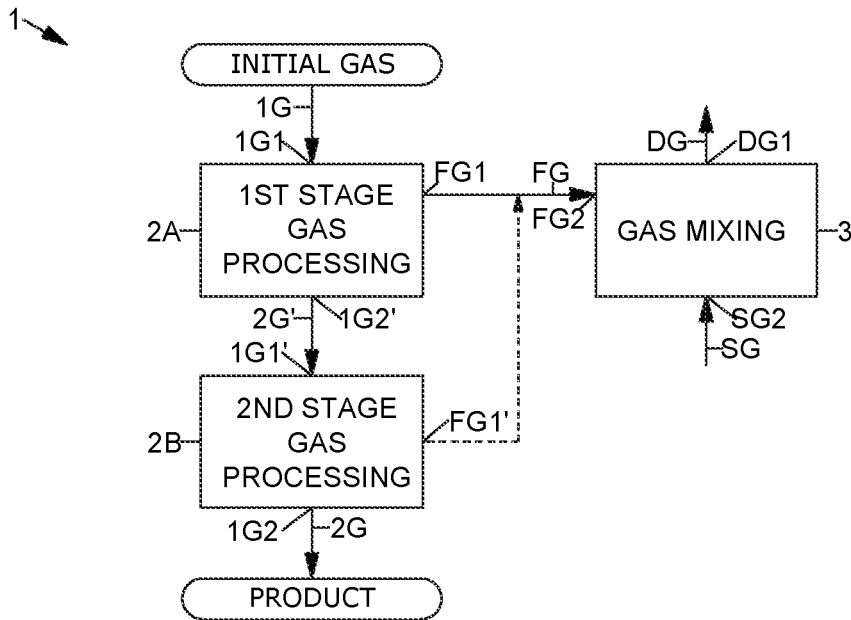 1
INITIAL GAS
1G
1G1
DG
DG1
FG1
FG
1ST STAGE
GAS
PROCESSING
2A
FG2
GAS MIXING
3
2G'
1G2'
SG2
1G1'
SG
2ND STAGE
GAS
PROCESSING
2B
FG1'
1G2
2G
PRODUCT